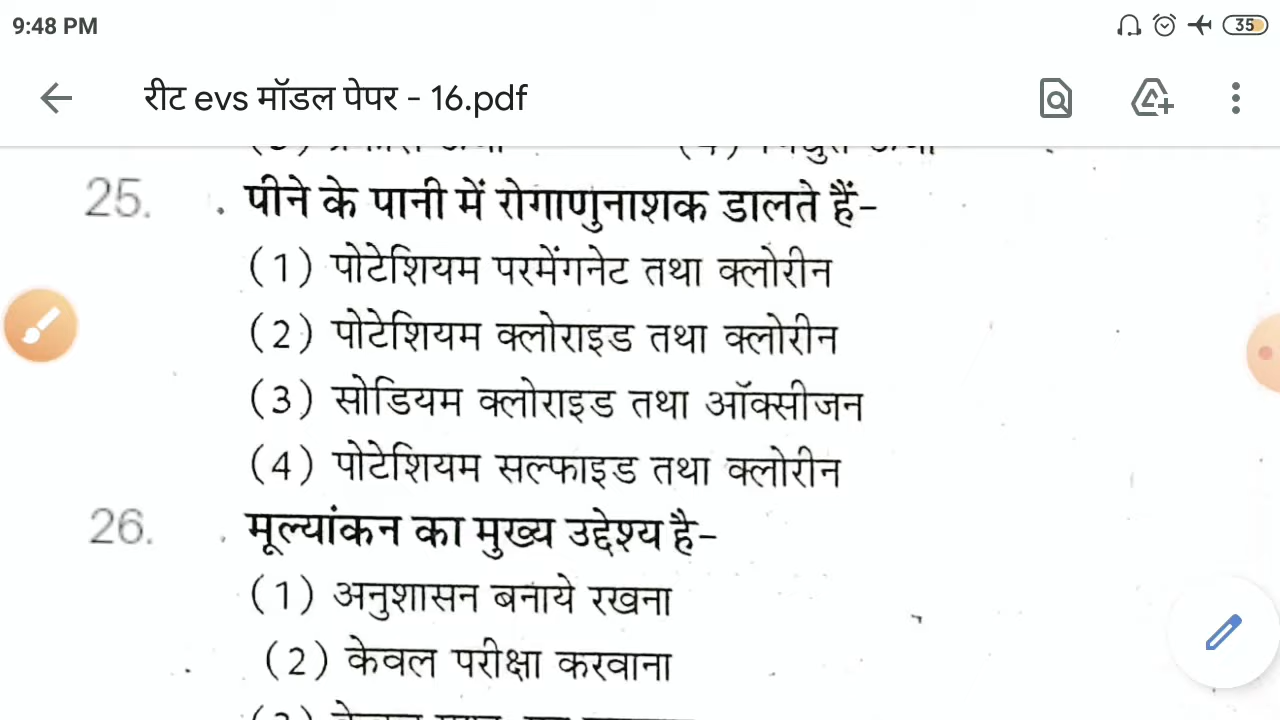 9:48 PM
35
रीट evs मॉडल पेपर - 16.pdf
25. पीने के पानी में रोगाणुनाशक डालते हैं-
(1) पोटेशियम परमेंगनेट तथा क्लोरीन
(2) पोटेशियम क्लोराइड तथा क्लोरीन
(3) सोडियम क्लोराइड तथा ऑक्सीजन
(4) पोटेशियम सल्फाइड तथा क्लोरीन
26. मूल्यांकन का मुख्य उद्देश्य है-
(1) अनुशासन बनाये रखना
(2) केवल परीक्षा करवाना